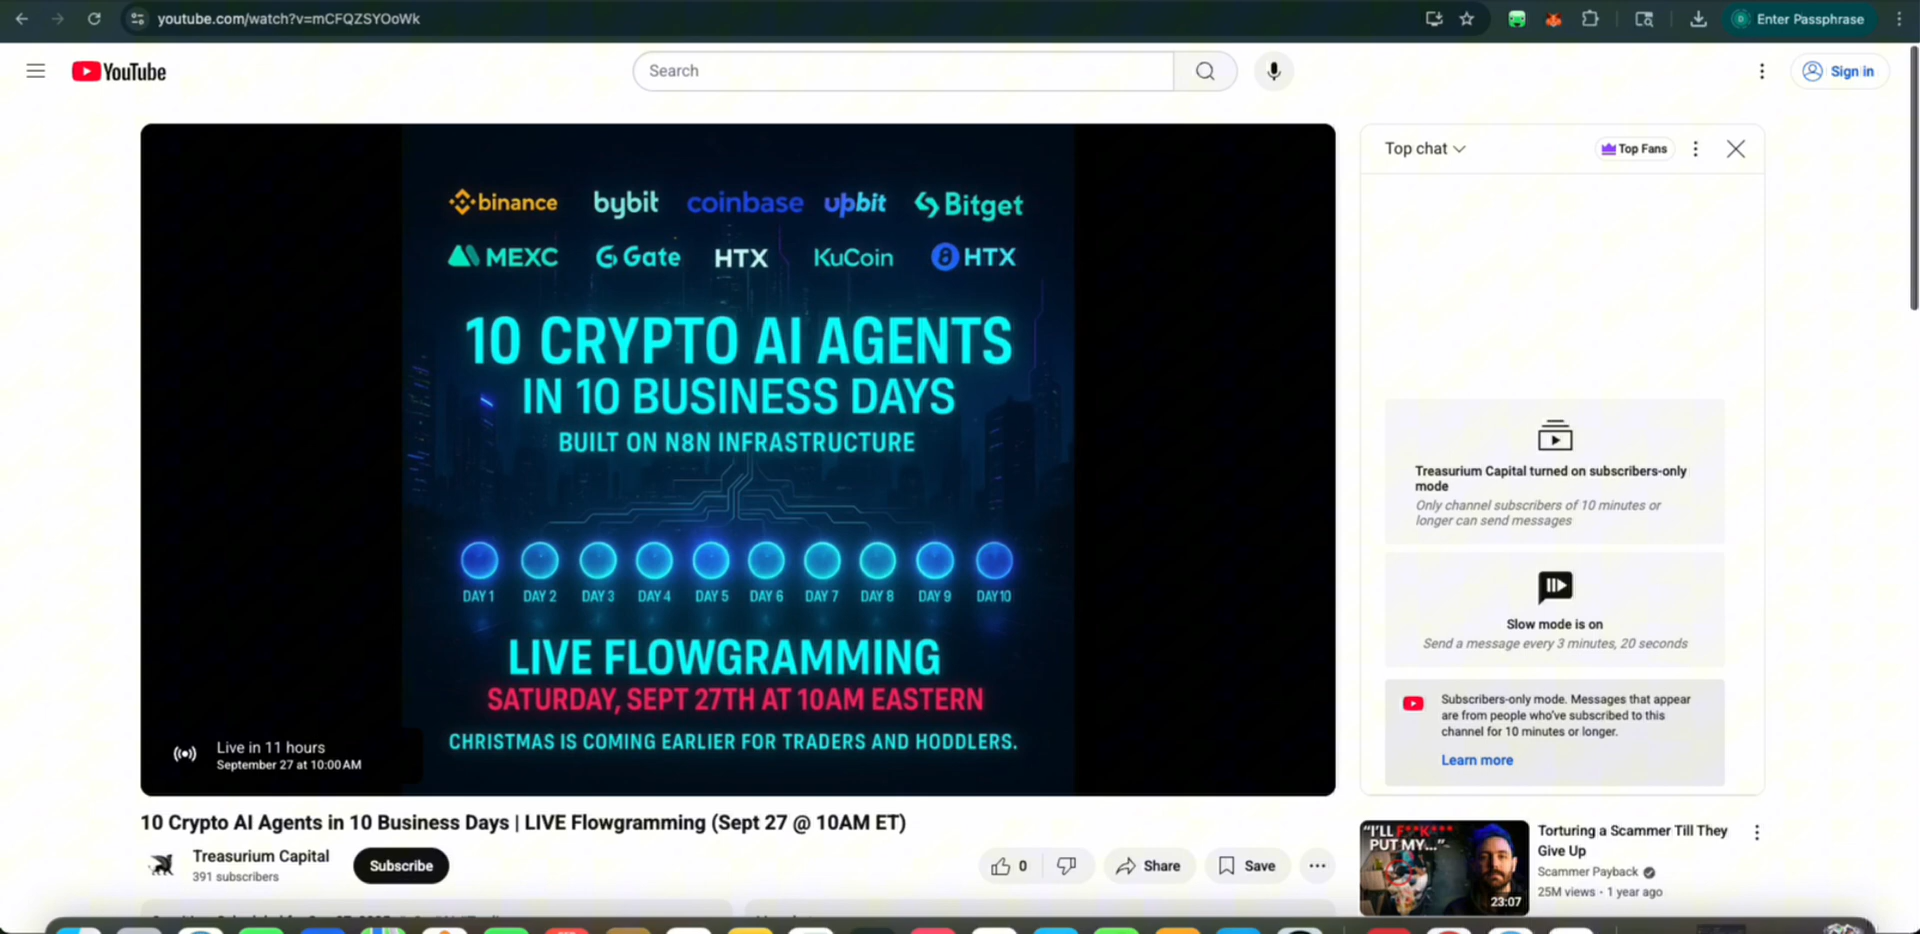 youtube.com/watch?v=mCFQZSYOoWk
Enter Passphrase
YouTube
Search
Sign in
binance bybit coinbase upbit Bitget
MEXC Gate HTX KuCoin HTX
10 CRYPTO AI AGENTS
IN 10 BUSINESS DAYS
BUILT ON N8N INFRASTRUCTURE
DAY 1 DAY 2 DAY 3 DAY 4 DAY 5 DAY 6 DAY 7 DAY 8 DAY 9 DAY 10
LIVE FLOWGRAMMING
SATURDAY, SEPT 27TH AT 10AM EASTERN
CHRISTMAS IS COMING EARLIER FOR TRADERS AND HODDLERS.
Live in 11 hours
September 27 at 10:00 AM
Top chat
Top Fans
Treasurium Capital turned on subscribers-only
mode
Only channel subscribers of 10 minutes or
longer can send messages
Slow mode is on
Send a message every 3 minutes, 20 seconds
Subscribers-only mode. Messages that appear
are from people who've subscribed to this
channel for 10 minutes or longer.
Learn more
10 Crypto AI Agents in 10 Business Days | LIVE Flowgramming (Sept 27 @ 10AM ET)
Treasurium Capital
391 subscribers
Subscribe
0
Share
Save
"I'LL F**K***
PUT MY..."
23:07
Torturing a Scammer Till They
Give Up
Scammer Payback
25M views • 1 year ago